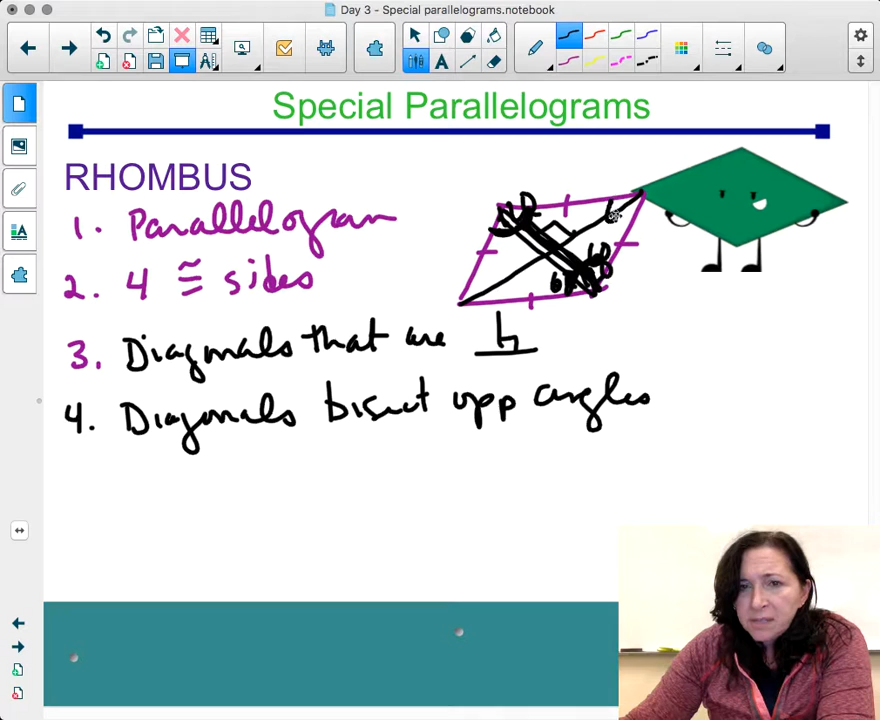 Day 3 - Special parallelograms.notebook
Special Parallelograms
RHOMBUS
1. Parallelogram
2. 4 ≅ sides
3. Diagonals that are ⊥
4. Diagonals bisect opp angles